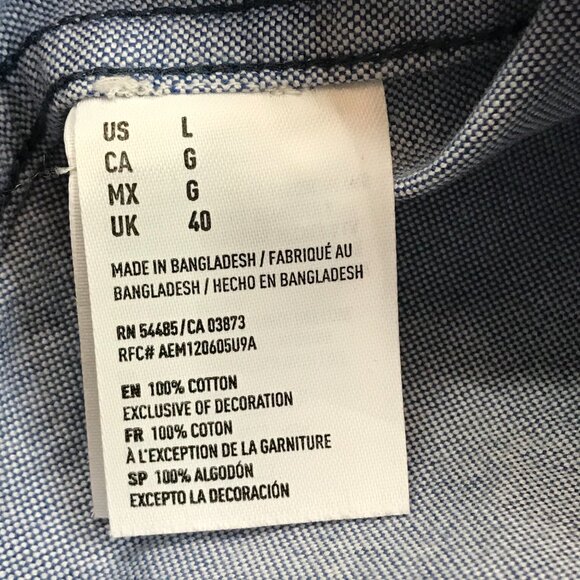 US L
CA G
MX G
UK 40
MADE IN BANGLADESH / FABRIQUÉ AU
BANGLADESH / HECHO EN BANGLADESH
RN 54485/CA 03873
RFC# AEM120605U9A
EN 100% COTTON
EXCLUSIVE OF DECORATION
FR 100% COTON
À L'EXCEPTION DE LA GARNITURE
SP 100% ALGODÓN
EXCEPTO LA DECORACIÓN